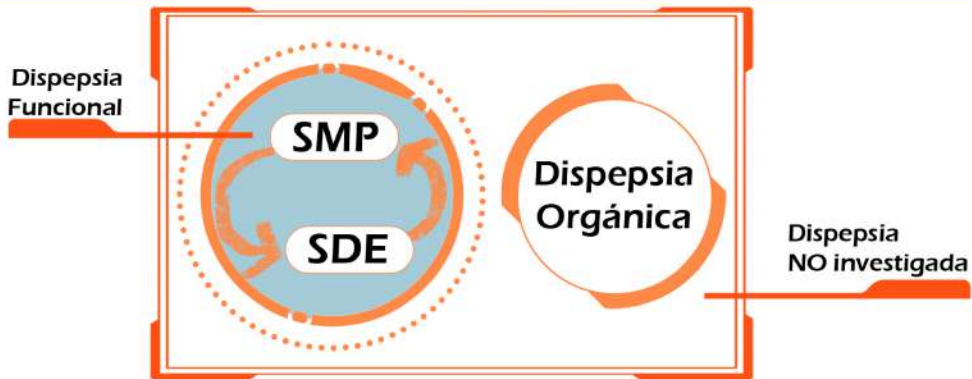 Dispepsia
Funcional
SMP
SDE
Dispepsia
Orgánica
Dispepsia
NO investigada